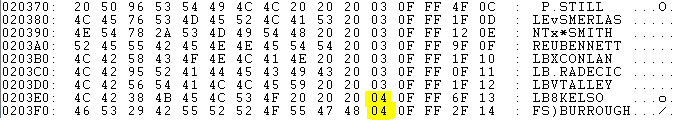 020370: 20 50 96 53 54 49 4C 4C 20 20 20 03 0F FF 4F 0C : P.STILL ...O.
020380: 4C 45 76 53 4D 45 52 4C 41 53 20 03 0F FF 1F 0D : LEvSMERLAS ....
020390: 4E 54 78 2A 53 4D 49 54 48 20 20 03 0F FF 12 0E : NTx*SMITH .....
0203A0: 52 45 55 42 45 4E 4E 45 54 54 20 03 0F FF 9F 0F : REUBENNETT .....
0203B0: 4C 42 58 43 4F 4E 4C 41 4E 20 20 03 0F FF 1F 10 : LBXCONLAN .....
0203C0: 4C 42 95 52 41 44 45 43 49 43 20 03 0F FF 0F 11 : LB.RADECIC .....
0203D0: 4C 42 56 54 41 4C 4C 45 59 20 20 03 0F FF 1F 12 : LBVTALLEY .....
0203E0: 4C 42 38 4B 45 4C 53 4F 20 20 20 04 0F FF 6F 13 : LB8KELSO ...o.
0203F0: 46 53 29 42 55 52 52 4F 55 47 48 04 0F FF 2F 14 : FS)BURROUGH.../.